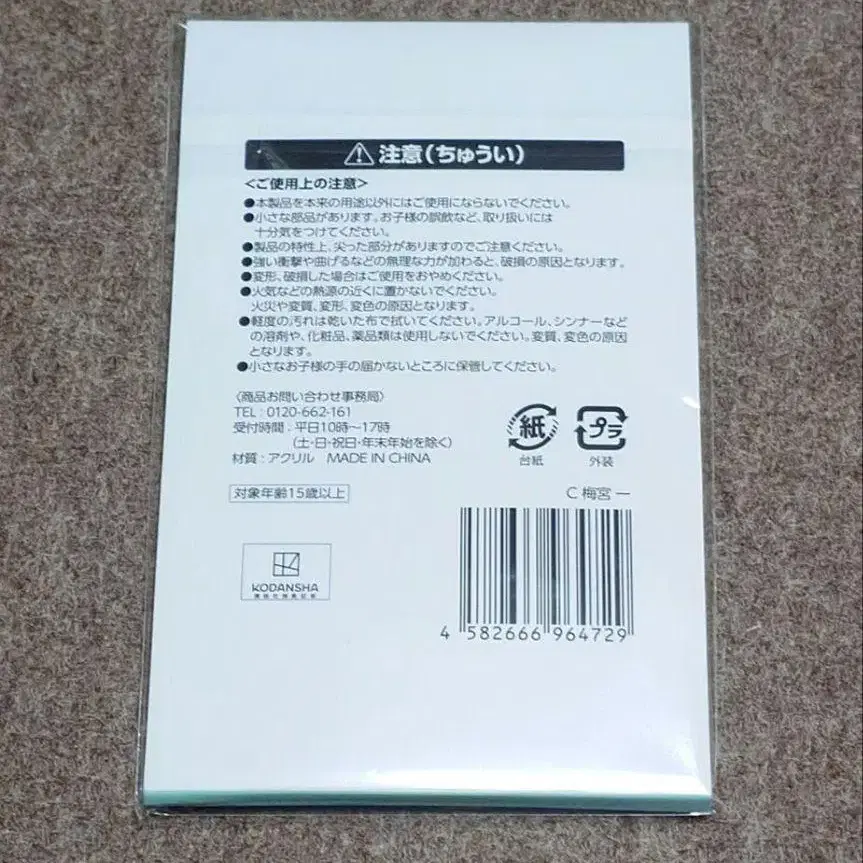 注意(ちゅうい)
<ご使用上の注意>
●本製品を本来の用途以外にはご使用にならないでください。
●小さな部品があります。お子様の誤飲など、取り扱いには
十分気をつけてください。
●製品の特性上、尖った部分がありますのでご注意ください。
●強い衝撃や曲げるなどの無理な力が加わると、破損の原因となります。
●変形、破損した場合はご使用をおやめください。
●火気などの熱源の近くに置かないでください。
火災や変質、変形、変色の原因となります。
●軽度の汚れは乾いた布で拭いてください。アルコール、シンナーなど
の溶剤や、化粧品、薬品類は使用しないでください。変質、変色の原因
となります。
●小さなお子様の手の届かないところに保管してください。
〈商品お問い合わせ事務局〉
TEL:0120-662-161
受付時間:平日10時~17時
(土・日・祝日・年末年始を除く)
材質:アクリル MADE IN CHINA
紙
台紙
プラ
外装
対象年齢15歳以上
C 梅宮 一
KODANSHA
4 582666 964729